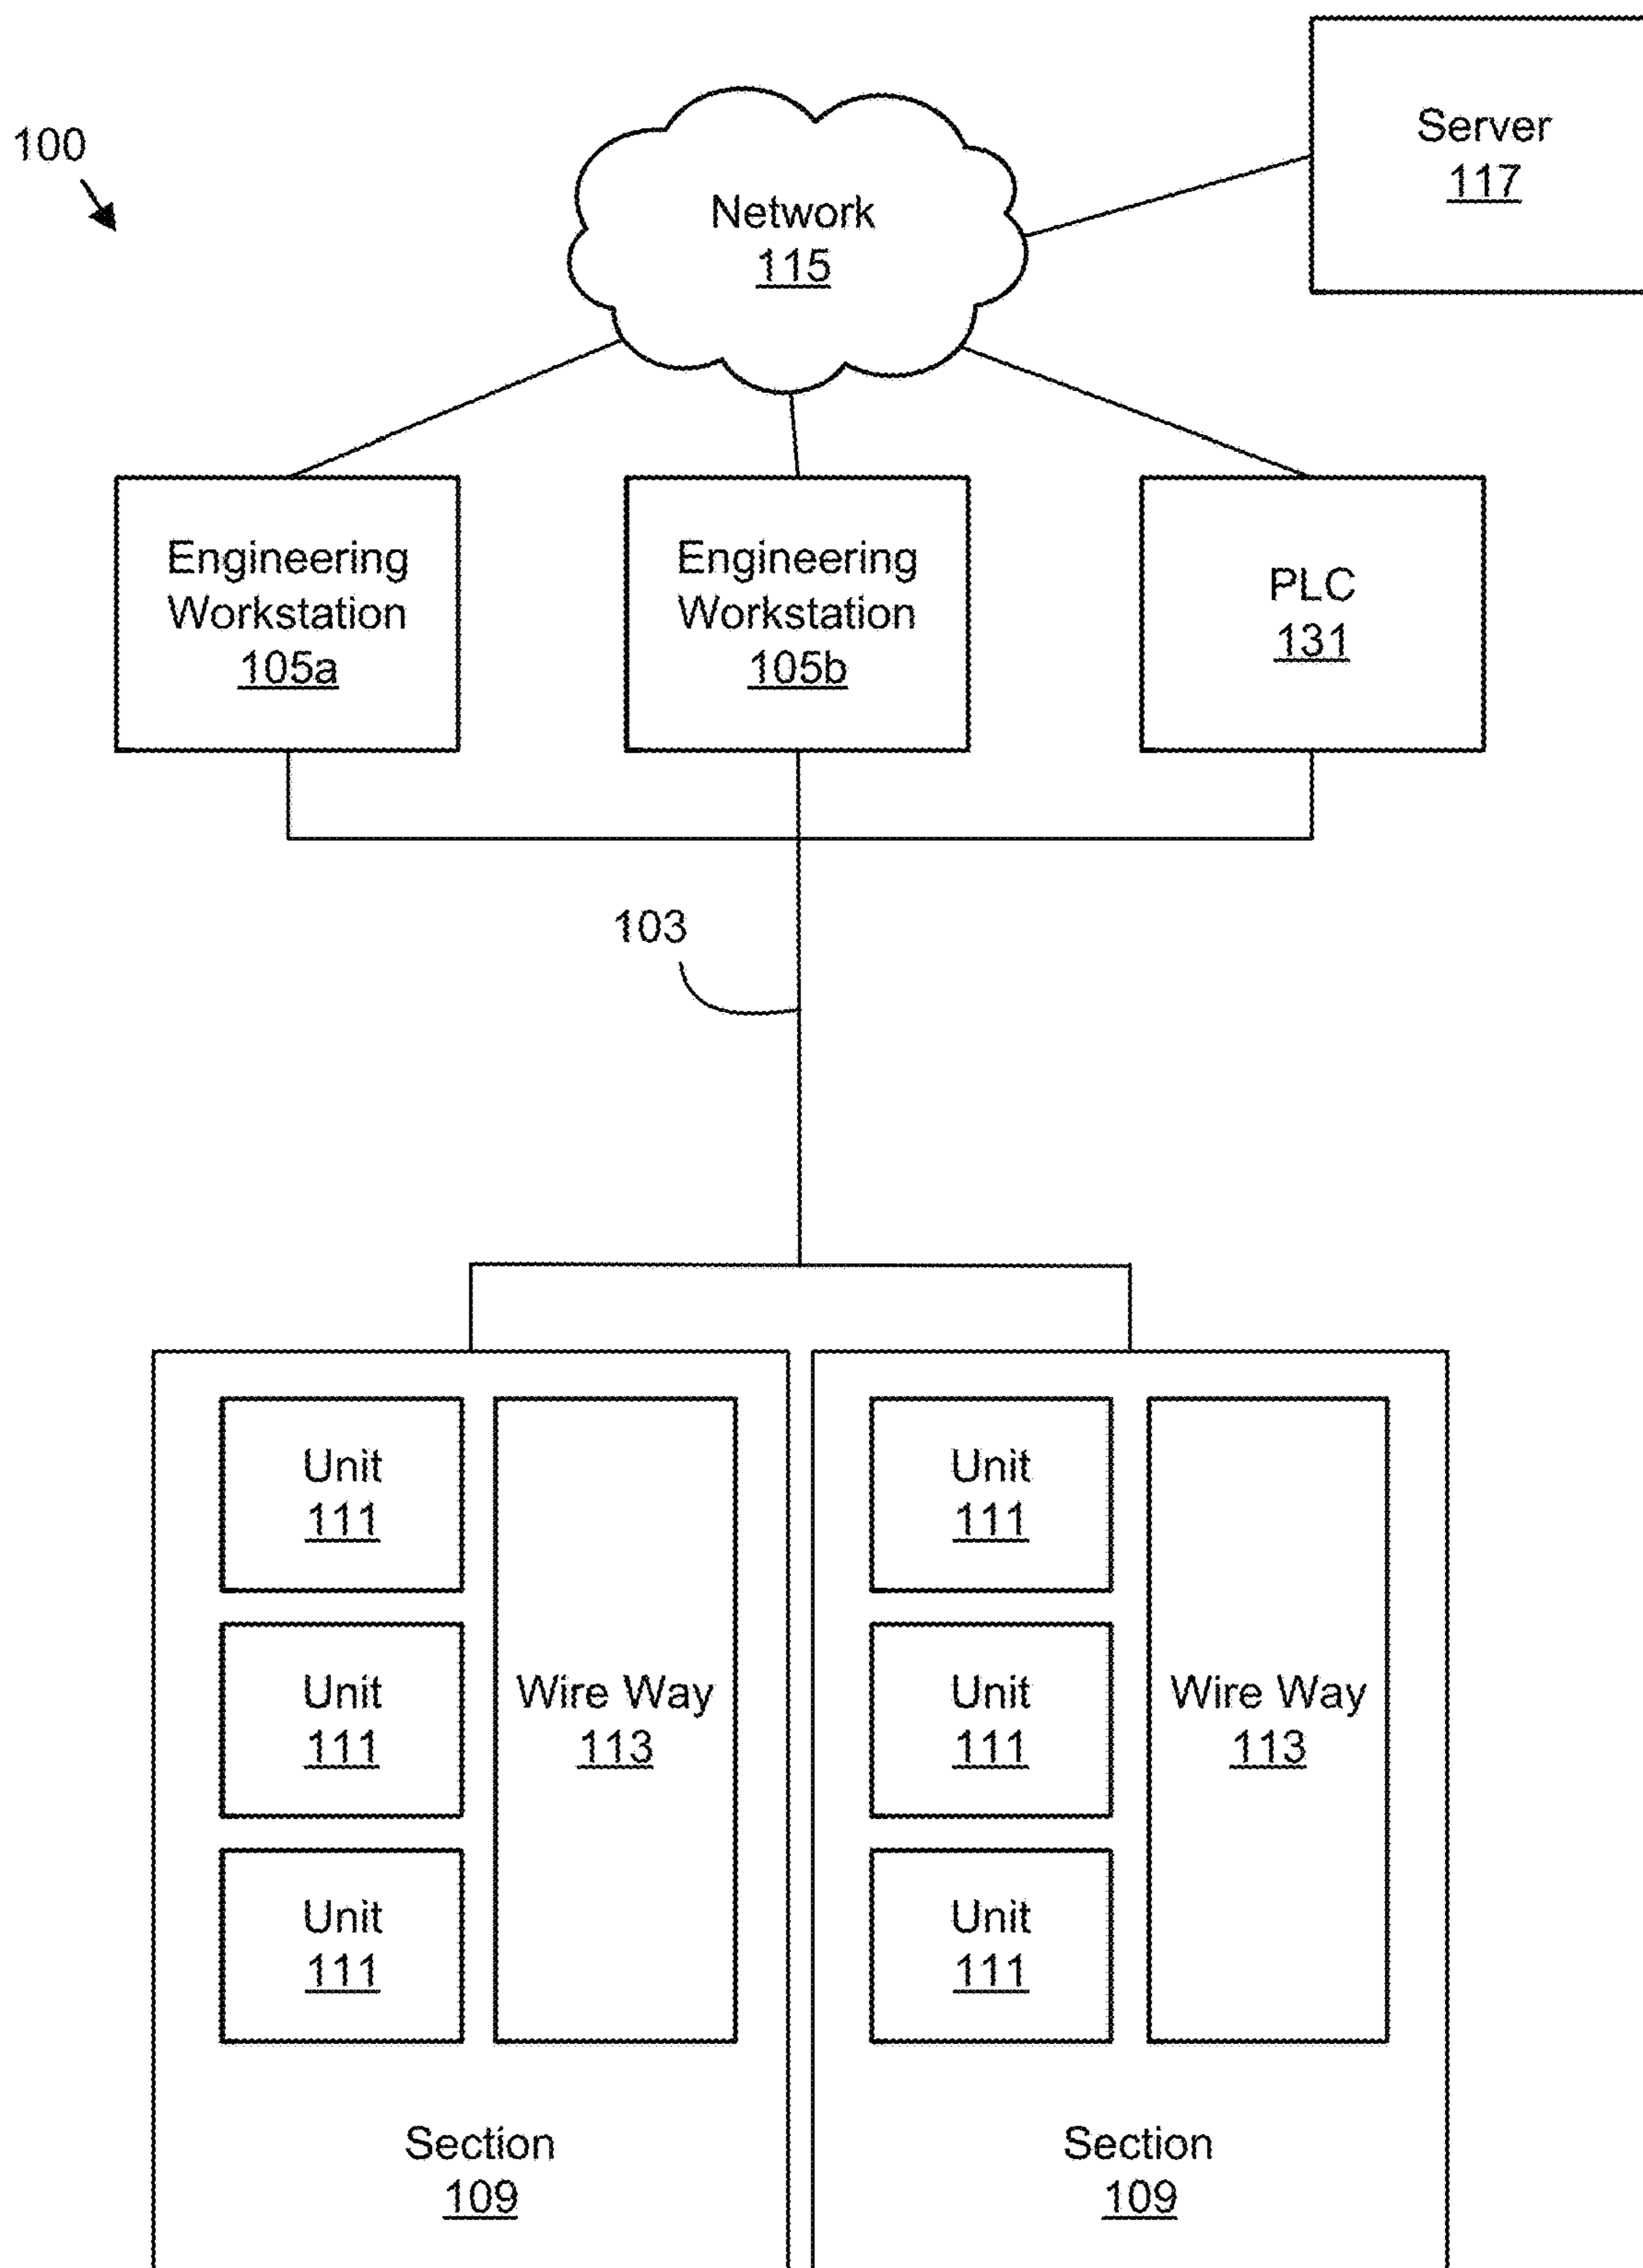 100
Server
117
Network
115
Engineering
Workstation
105a
Engineering
Workstation
105b
PLC
131
103
Unit
111
Unit
111
Unit
111
Wire Way
113
Section
109
Unit
111
Unit
111
Unit
111
Wire Way
113
Section
109